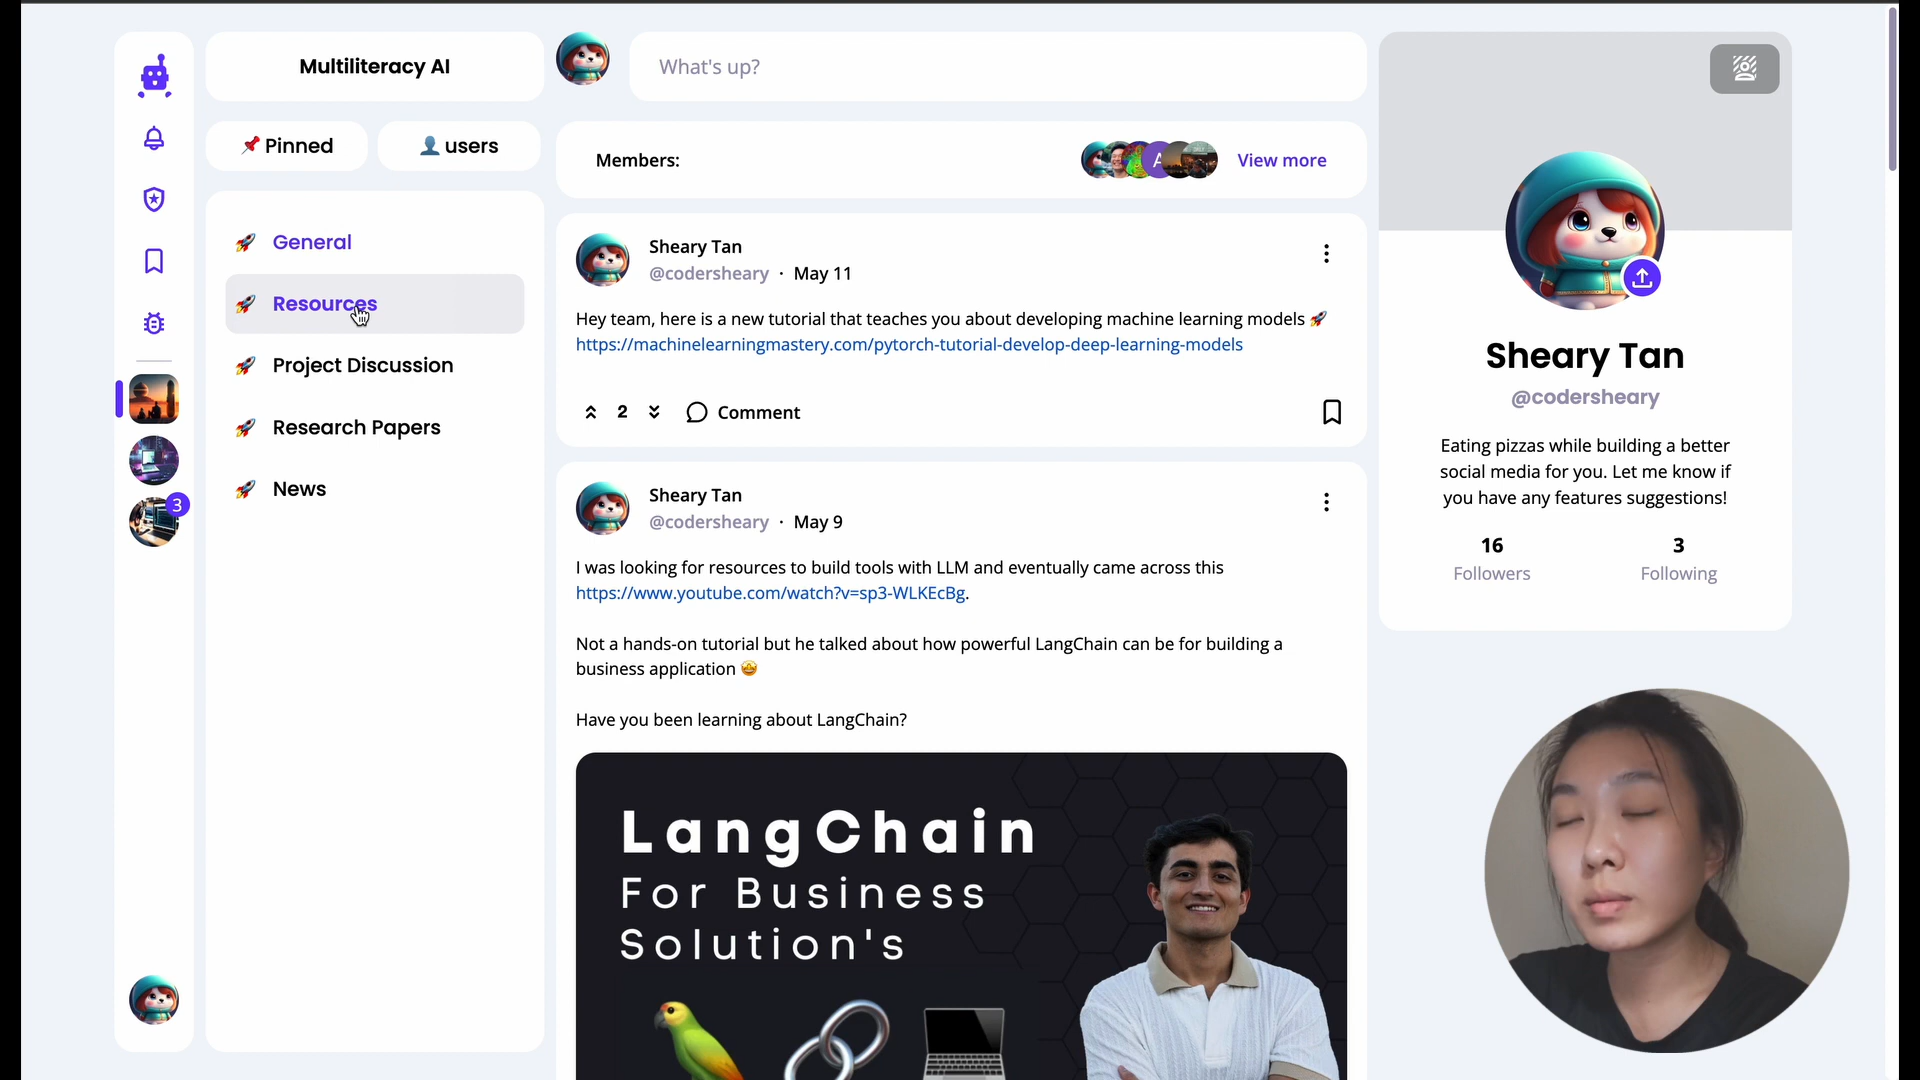 Multiliteracy AI
What's up?
📌 Pinned
👤 users
🚀 General
🚀 Resources
🚀 Project Discussion
🚀 Research Papers
🚀 News
3
Members:
A
View more
Sheary Tan
@codersheary · May 11
Hey team, here is a new tutorial that teaches you about developing machine learning models 🚀
https://machinelearningmastery.com/pytorch-tutorial-develop-deep-learning-models
2
Comment
Sheary Tan
@codersheary · May 9
I was looking for resources to build tools with LLM and eventually came across this
https://www.youtube.com/watch?v=sp3-WLKEcBg.
Not a hands-on tutorial but he talked about how powerful LangChain can be for building a
business application 🤩
Have you been learning about LangChain?
LangChain
For Business
Solution's
Sheary Tan
@codersheary
Eating pizzas while building a better
social media for you. Let me know if
you have any features suggestions!
16
Followers
3
Following